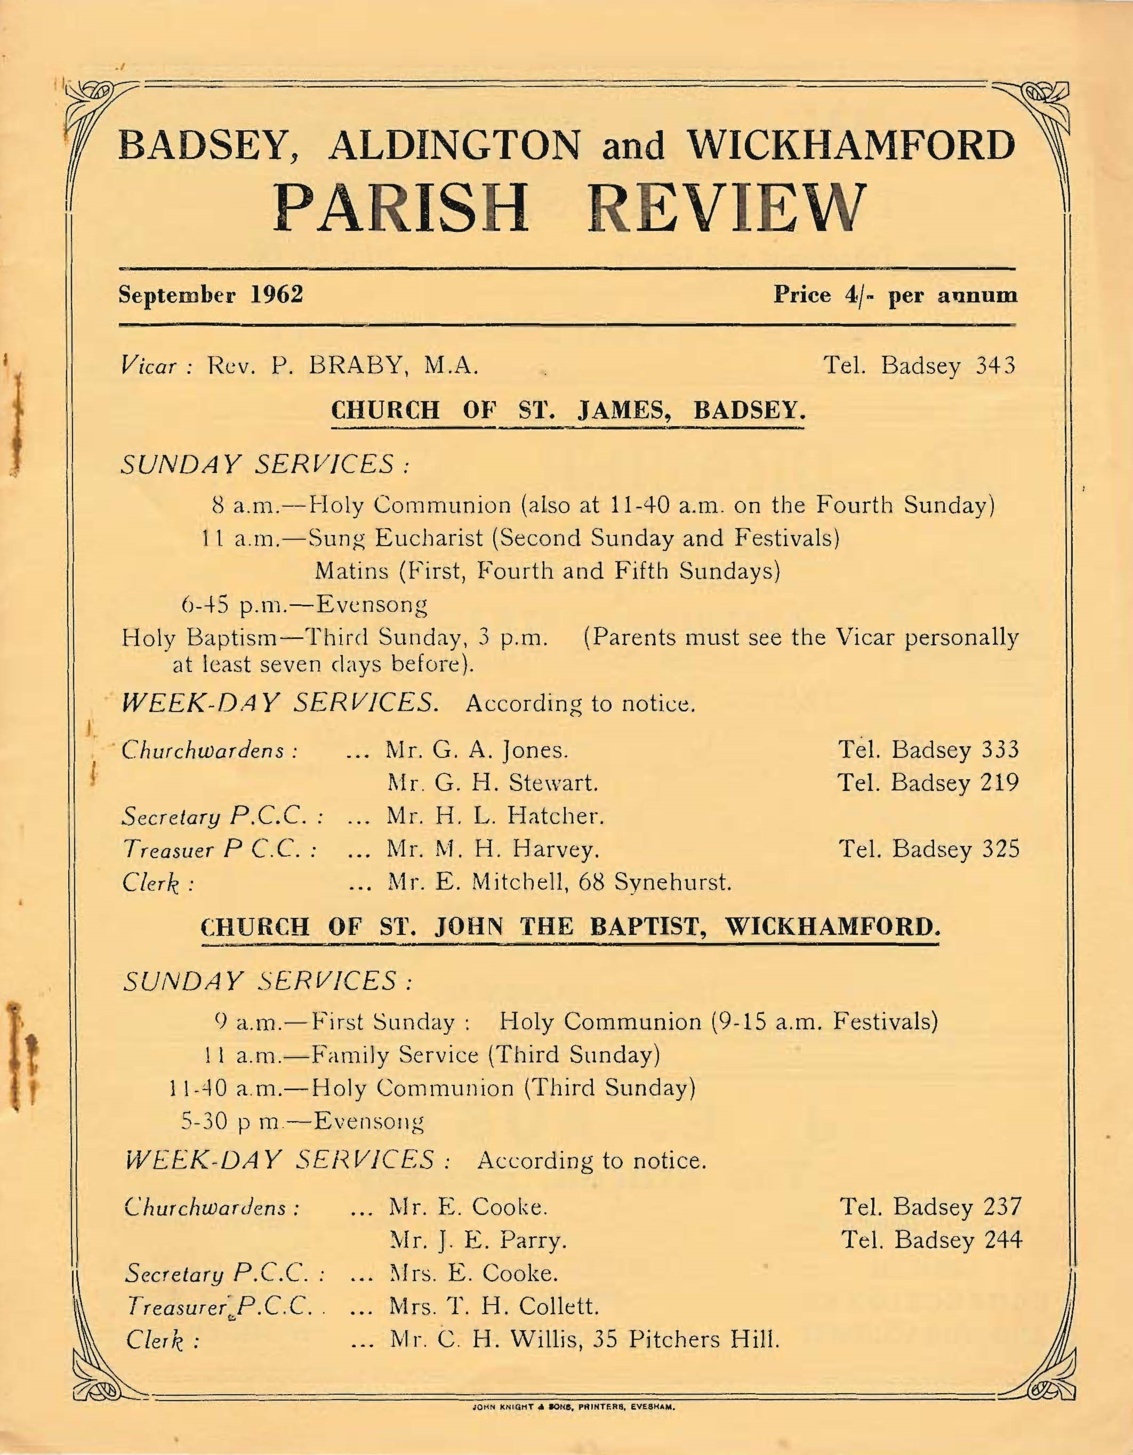 BADSEY, ALDINGTON and WICKHAMFORD
PARISH REVIEW
September 1962 Price 4/- per annum
Vicar : Rev. P. BRABY, M.A. Tel. Badsey 343
CHURCH OF ST. JAMES, BADSEY.
SUNDAY SERVICES :
8 a.m.—Holy Communion (also at 11-40 a.m. on the Fourth Sunday)
11 a.m.—Sung Eucharist (Second Sunday and Festivals)
Matins (First, Fourth and Fifth Sundays)
6-45 p.m.—Evensong
Holy Baptism—Third Sunday, 3 p.m. (Parents must see the Vicar personally
at least seven days before).
WEEK-DAY SERVICES. According to notice.
Churchwardens : ... Mr. G. A. Jones. Tel. Badsey 333
Mr. G. H. Stewart. Tel. Badsey 219
Secretary P.C.C. : ... Mr. H. L. Hatcher.
Treasuer P C.C. : ... Mr. M. H. Harvey. Tel. Badsey 325
Clerk : ... Mr. E. Mitchell, 68 Synehurst.
CHURCH OF ST. JOHN THE BAPTIST, WICKHAMFORD.
SUNDAY SERVICES :
9 a.m.—First Sunday : Holy Communion (9-15 a.m. Festivals)
11 a.m.—Family Service (Third Sunday)
11-40 a.m.—Holy Communion (Third Sunday)
5-30 p m.—Evensong
WEEK-DAY SERVICES : According to notice.
Churchwardens : ... Mr. E. Cooke. Tel. Badsey 237
Mr. J. E. Parry. Tel. Badsey 244
Secretary P.C.C. : ... Mrs. E. Cooke.
Treasurer P.C.C. . ... Mrs. T. H. Collett.
Clerk : ... Mr. C. H. Willis, 35 Pitchers Hill.
JOHN KNIGHT & SONS, PRINTERS, EVESHAM.